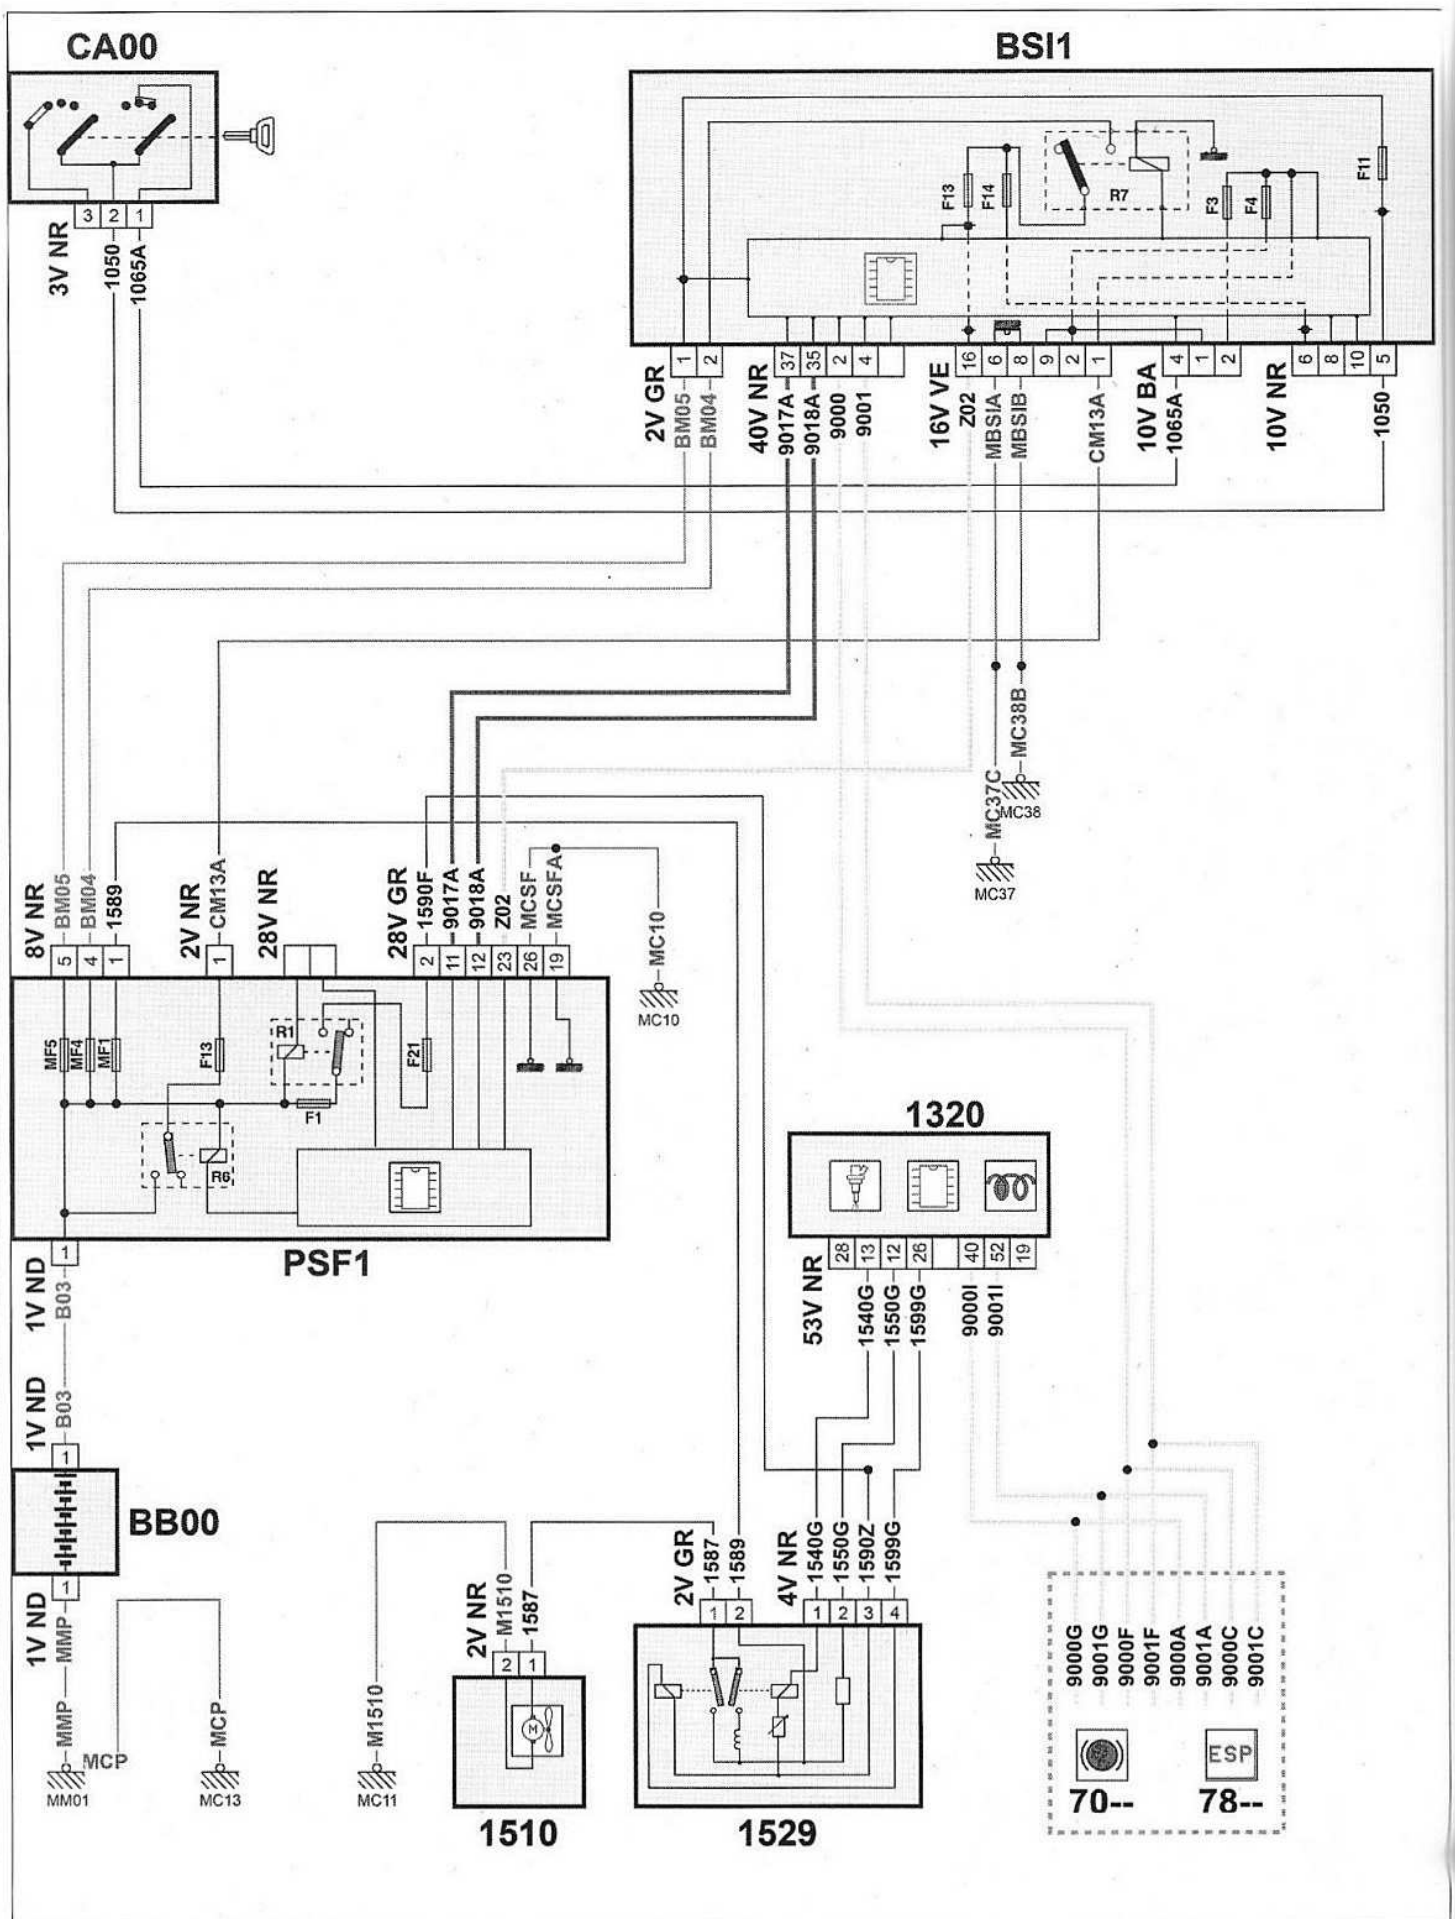 CA00
BSI1
F13
F14
R7
F3
F4
F11
3 2 1
3V NR
1050
1065A
1 2
37 35 2 4
16 6 8 9 2 1
4 1 2
6 8 10 5
2V GR
BM05
BM04
40V NR
9017A
9018A
9000
9001
16V VE
Z02
MBSIA
MBSIB
CM13A
10V BA
1065A
10V NR
1050
MC38B
MC38
MC37C
MC37
8V NR
BM05
BM04
1589
2V NR
CM13A
28V NR
28V GR
1590F
9017A
9018A
Z02
MCSF
MCSFA
MC10
MC10
5 4 1
1
2 11 12 23 26 19
MF5
MF4
MF1
F13
R1
F21
F1
R6
1
PSF1
1320
28 13 12 26 40 52 19
53V NR
1540G
1550G
1599G
9000I
9001I
1V ND
B03
1V ND
B03
1
BB00
1
1V ND
MMP
MMP
MCP
MCP
MM01
MC13
M1510
MC11
2V NR
M1510
1587
2 1
M
1510
2V GR
1587
1589
4V NR
1540G
1550G
1590Z
1599G
1 2
1 2 3 4
1529
9000G
9001G
9000F
9001F
9000A
9001A
9000C
9001C
ESP
70--
78--